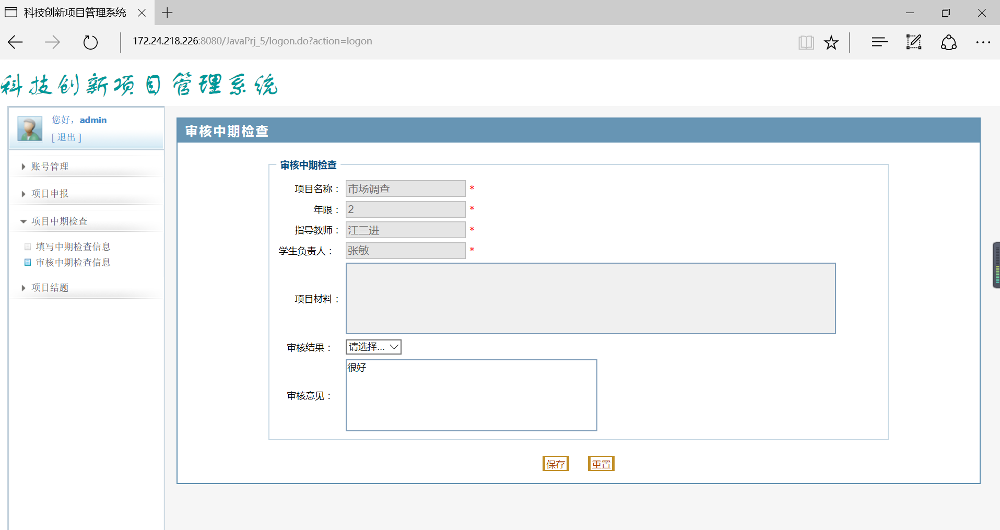 科技创新项目管理系统
172.24.218.226:8080/JavaPrj_5/logon.do?action=logon
科技创新项目管理系统
您好，admin
[ 退出 ]
账号管理
项目申报
项目中期检查
填写中期检查信息
审核中期检查信息
项目结题
审核中期检查
审核中期检查
项目名称： 市场调查 *
年限： 2 *
指导教师： 汪三进 *
学生负责人： 张敏 *
项目材料：
审核结果： 请选择...
审核意见： 很好
保存 重置